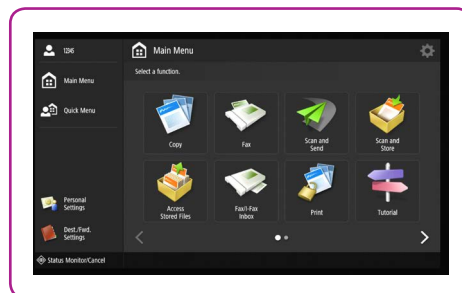 12345
Main Menu
Quick Menu
Personal
Settings
Dest./Fwd.
Settings
Status Monitor/Cancel
Main Menu
Select a function.
Copy
Fax
Scan and
Send
Scan and
Store
Access
Stored Files
Fax/I-Fax
Inbox
Print
Tutorial